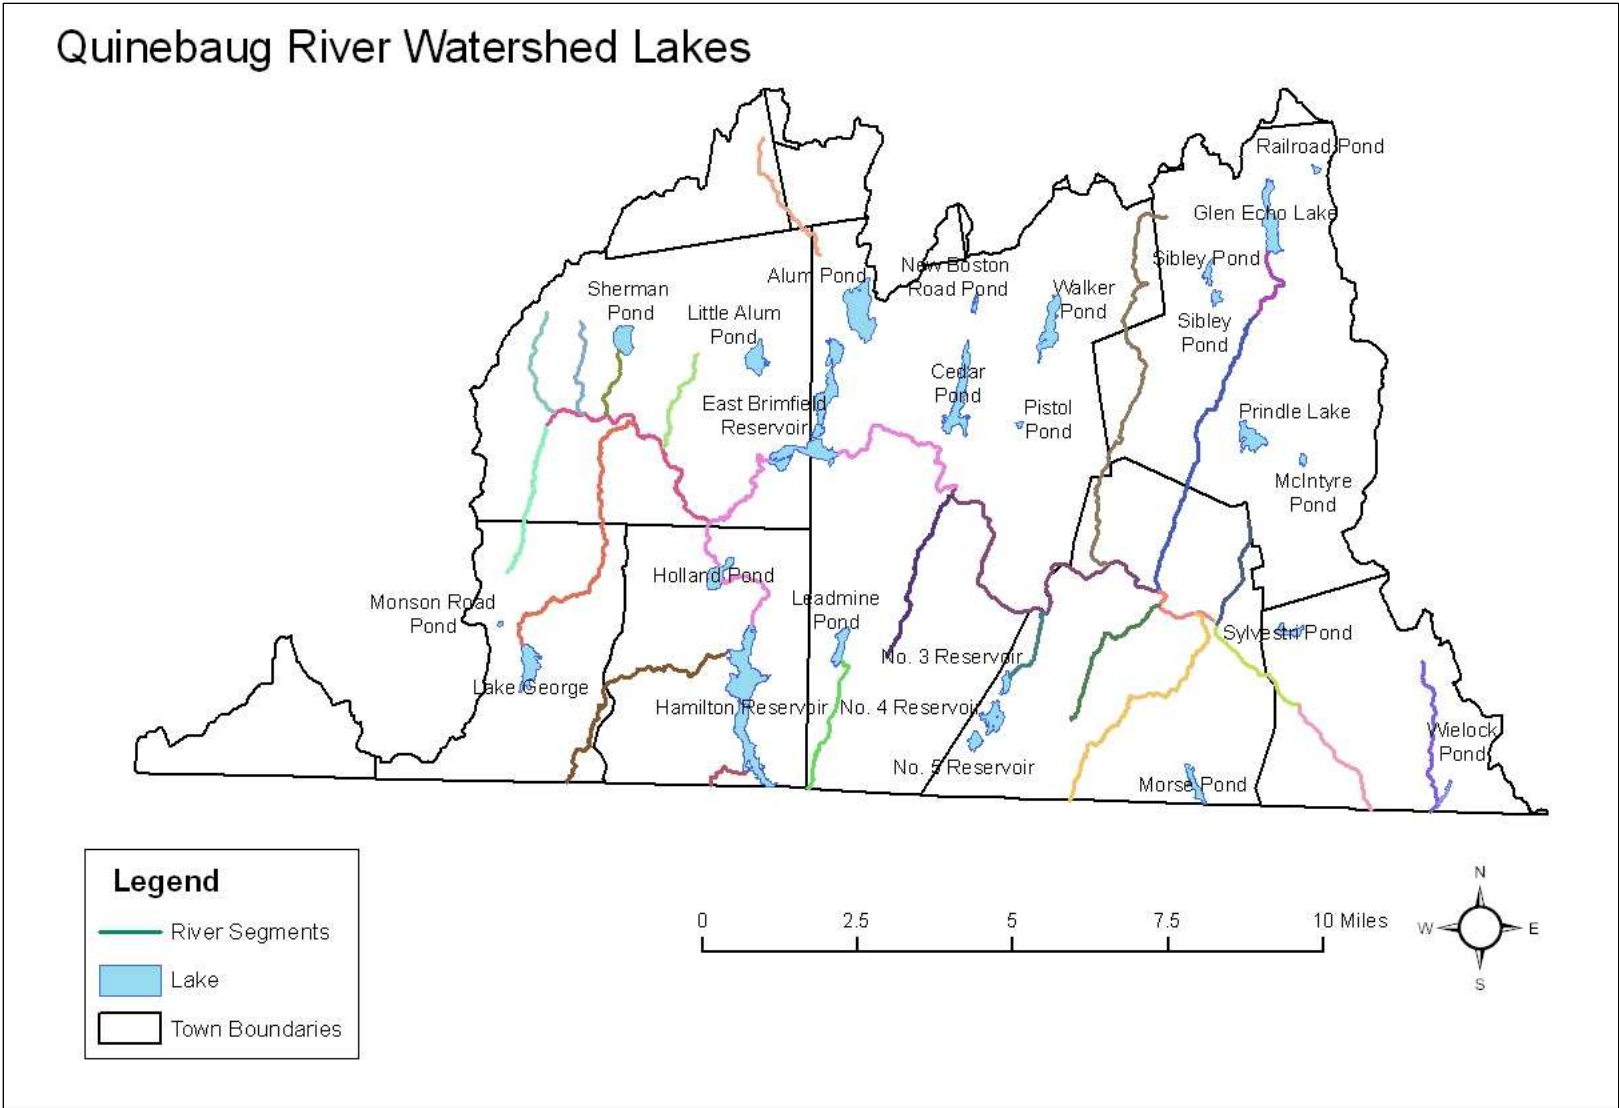 Quinebaug River Watershed Lakes
Railroad Pond
Glen Echo Lake
Sibley Pond
New Boston
Road Pond
Alum Pond
Walker
Pond
Sherman
Pond
Little Alum
Pond
Sibley
Pond
Cedar
Pond
East Brimfield
Reservoir
Pistol
Pond
Prindle Lake
McIntyre
Pond
Holland Pond
Monson Road
Pond
Leadmine
Pond
Sylvestri Pond
No. 3 Reservoir
Lake George
Hamilton Reservoir
No. 4 Reservoir
Wielock
Pond
No. 5 Reservoir
Morse Pond
Legend
River Segments
Lake
Town Boundaries
0 2.5 5 7.5 10 Miles
N
W E
S